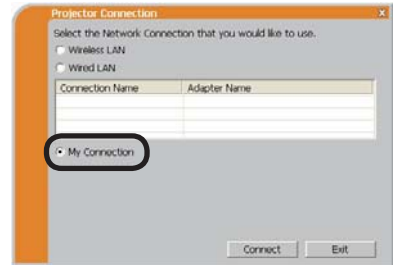 Projector Connection x
Select the Network Connection that you would like to use.
Wireless LAN
Wired LAN
Connection Name Adapter Name
My Connection
Connect Exit